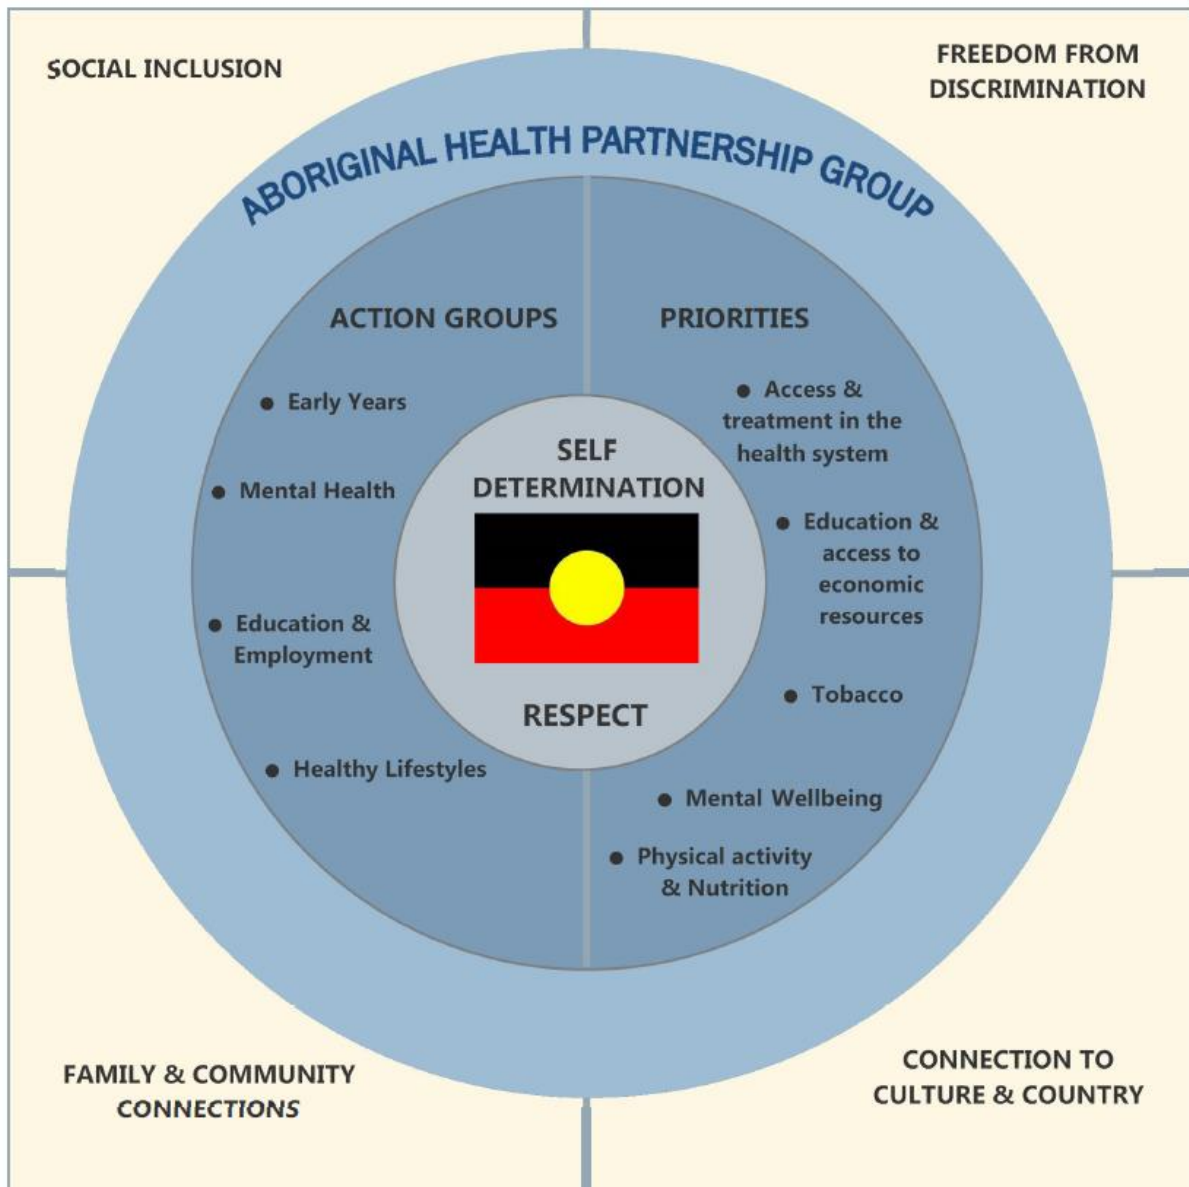 SOCIAL INCLUSION
FREEDOM FROM
DISCRIMINATION
ABORIGINAL HEALTH PARTNERSHIP GROUP
ACTION GROUPS
● Early Years
● Mental Health
● Education &
Employment
● Healthy Lifestyles
PRIORITIES
● Access &
treatment in the
health system
● Education &
access to
economic
resources
● Tobacco
● Mental Wellbeing
● Physical activity
& Nutrition
SELF
DETERMINATION
RESPECT
FAMILY & COMMUNITY
CONNECTIONS
CONNECTION TO
CULTURE & COUNTRY